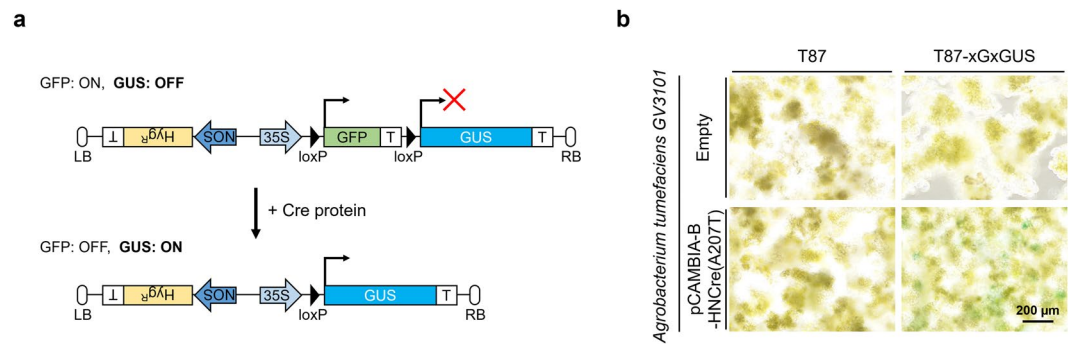 a
GFP: ON, GUS: OFF
T HygR NOS 35S GFP T GUS T
LB loxP loxP RB
+ Cre protein
GFP: OFF, GUS: ON
T HygR NOS 35S GUS T
LB loxP RB
b
T87 T87-xGxGUS
Agrobacterium tumefaciens GV3101
Empty
pCAMBIA-B
-HNCre(A207T)
200 µm